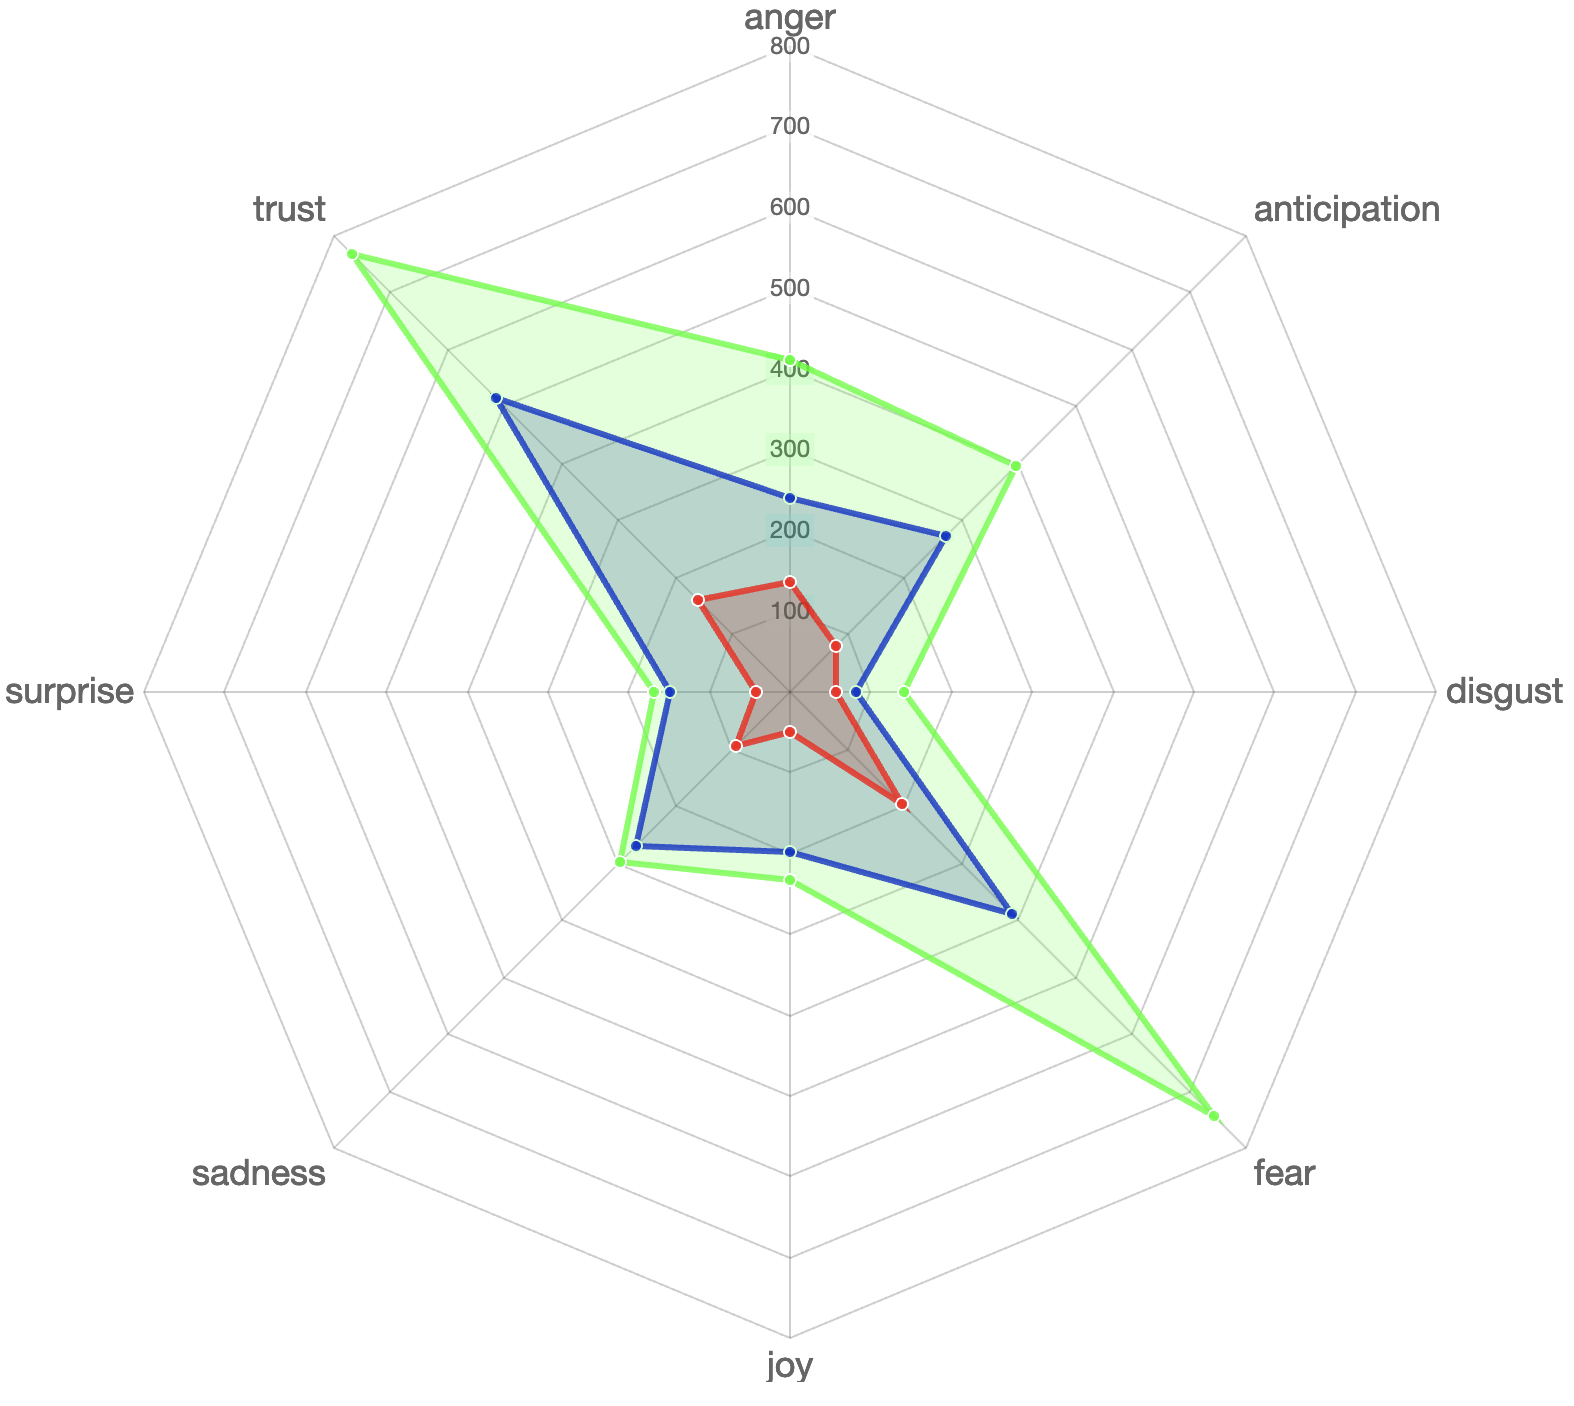 anger
800
700
600
500
400
300
200
100
trust
anticipation
surprise
disgust
sadness
fear
joy